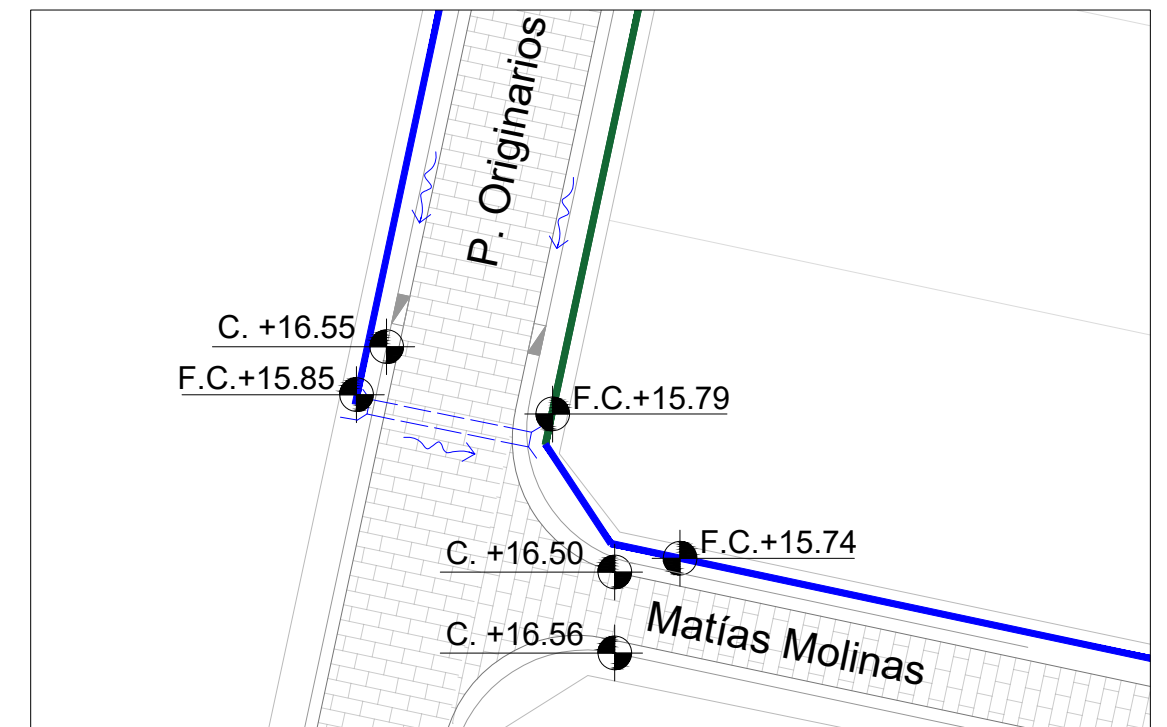 P. Originarios
C. +16.55
F.C.+15.85
F.C.+15.79
F.C.+15.74
C. +16.50
C. +16.56
Matías Molinas